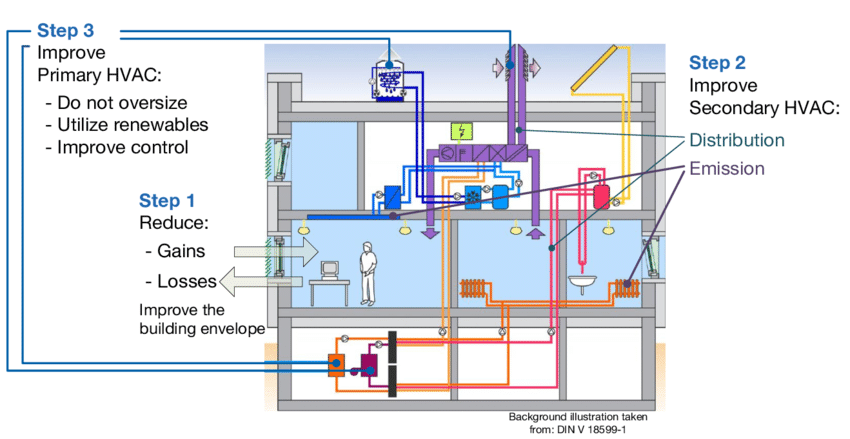 Step 3
Improve
Primary HVAC:
- Do not oversize
- Utilize renewables
- Improve control
Step 1
Reduce:
- Gains
- Losses
Improve the
building envelope
Step 2
Improve
Secondary HVAC:
Distribution
Emission
Background illustration taken
from: DIN V 18599-1